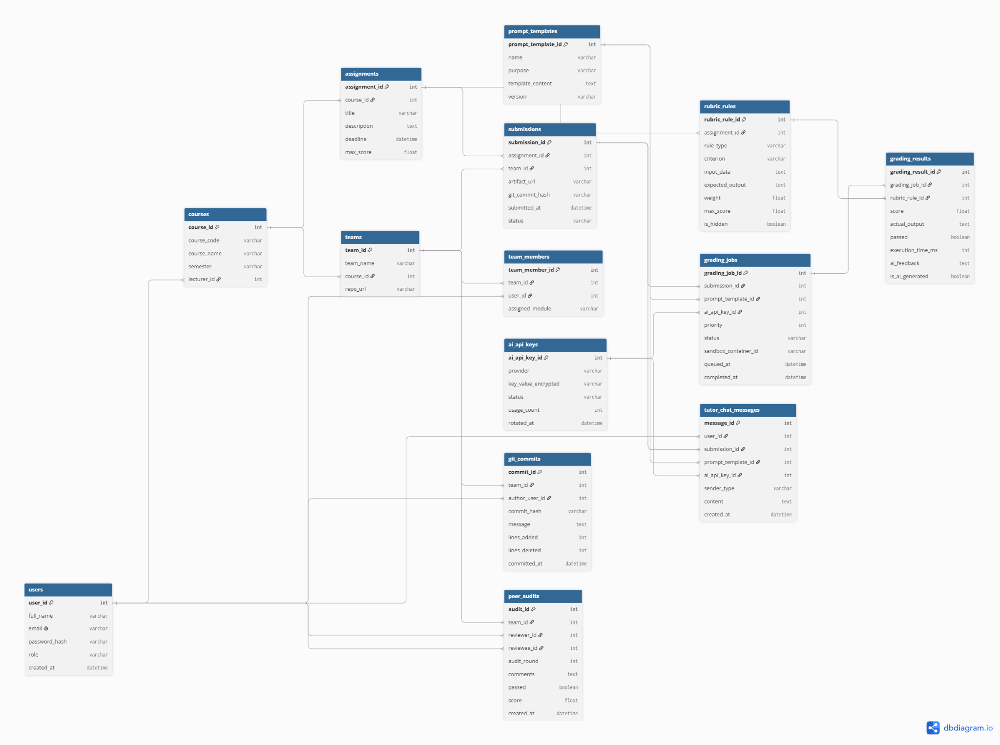 users
user_id int
full_name varchar
email varchar
password_hash varchar
role varchar
created_at datetime
courses
course_id int
course_code varchar
course_name varchar
semester varchar
lecturer_id int
assignments
assignment_id int
course_id int
title varchar
description text
deadline datetime
max_score float
teams
team_id int
team_name varchar
course_id int
repo_url varchar
prompt_templates
prompt_template_id int
name varchar
purpose varchar
template_content text
version varchar
submissions
submission_id int
assignment_id int
team_id int
artifact_url varchar
git_commit_hash varchar
submitted_at datetime
status varchar
team_members
team_member_id int
team_id int
user_id int
assigned_module varchar
ai_api_keys
ai_api_key_id int
provider varchar
key_value_encrypted varchar
status varchar
usage_count int
rotated_at datetime
git_commits
commit_id int
team_id int
author_user_id int
commit_hash varchar
message text
lines_added int
lines_deleted int
committed_at datetime
peer_audits
audit_id int
team_id int
reviewer_id int
reviewee_id int
audit_round int
comments text
passed boolean
score float
created_at datetime
rubric_rules
rubric_rule_id int
assignment_id int
rule_type varchar
criterion varchar
input_data text
expected_output text
weight float
max_score float
is_hidden boolean
grading_jobs
grading_job_id int
submission_id int
prompt_template_id int
ai_api_key_id int
priority int
status varchar
sandbox_container_id varchar
queued_at datetime
completed_at datetime
tutor_chat_messages
message_id int
user_id int
submission_id int
prompt_template_id int
ai_api_key_id int
sender_type varchar
content text
created_at datetime
grading_results
grading_result_id int
grading_job_id int
rubric_rule_id int
score float
actual_output text
passed boolean
execution_time_ms int
ai_feedback text
is_ai_generated boolean
dbdiagram.io